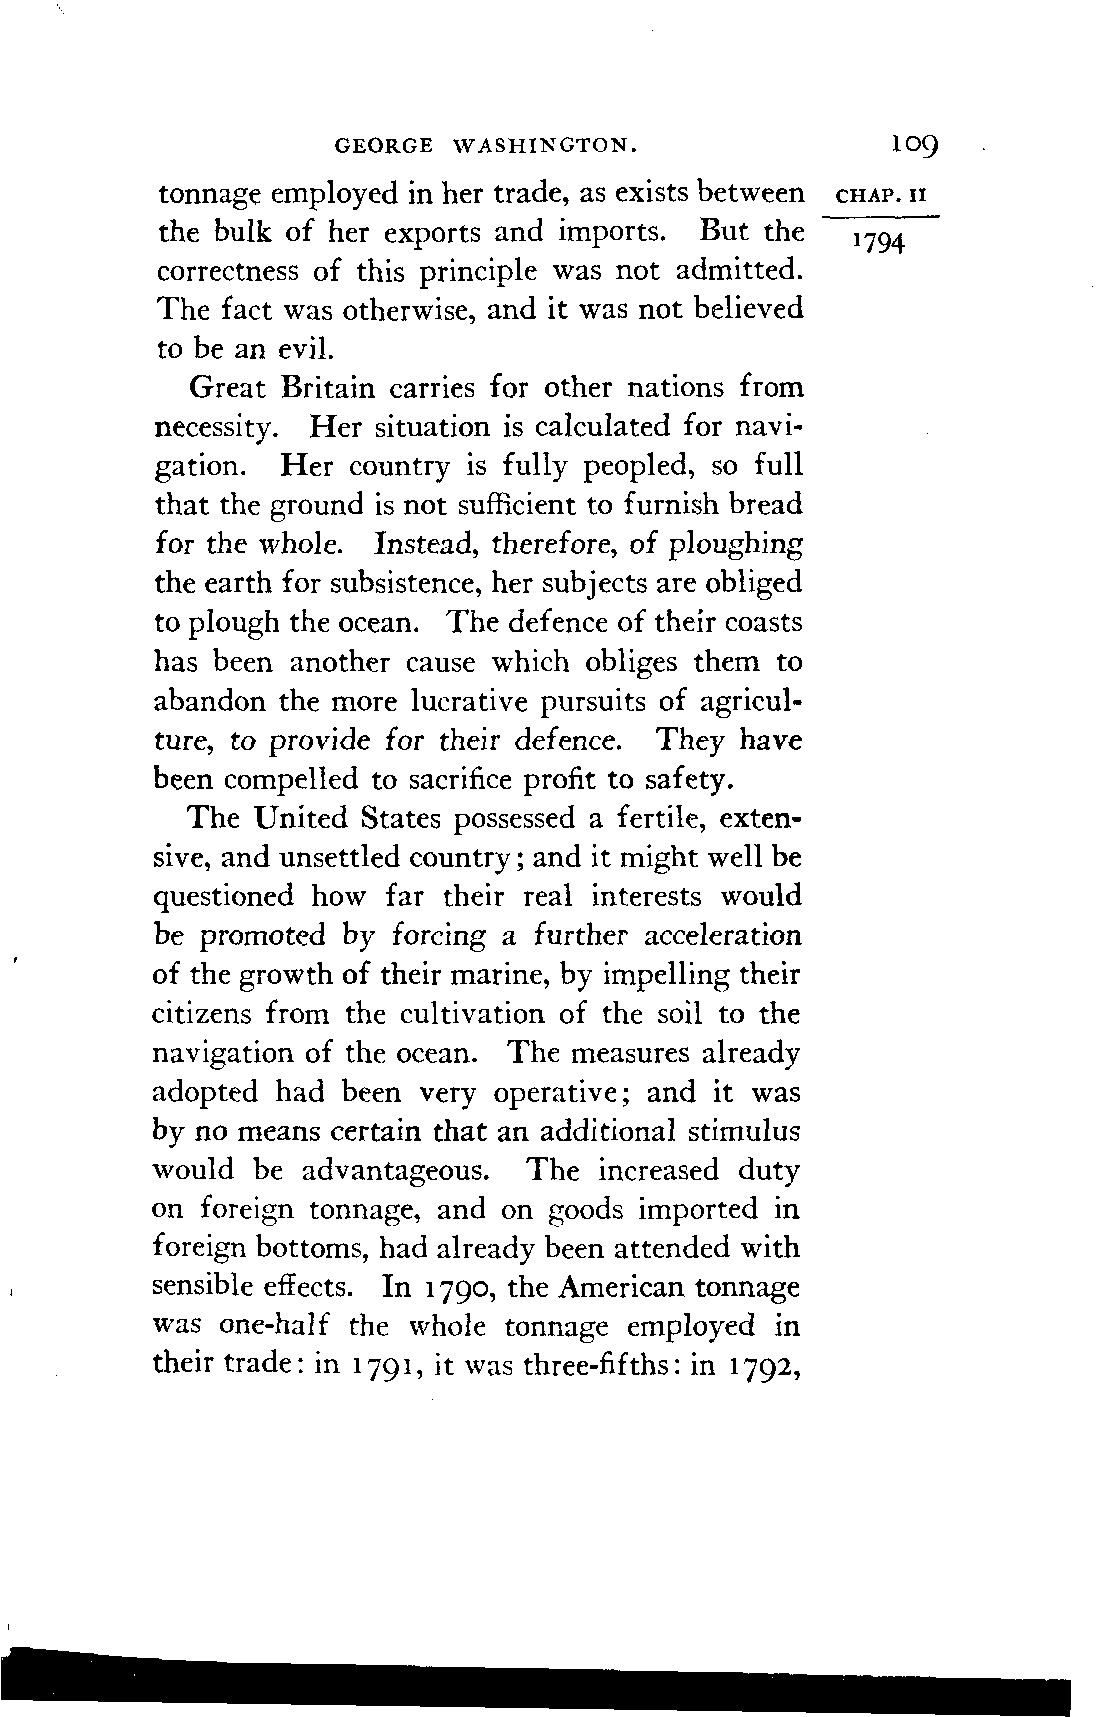 GEORGE WASHINGTON. 109
tonnage employed in her trade, as exists between
CHAP. II
the bulk of her exports and imports. But the
1794
correctness of this principle was not admitted.
The fact was otherwise, and it was not believed
to be an evil.
Great Britain carries for other nations from
necessity. Her situation is calculated for navi-
gation. Her country is fully peopled, so full
that the ground is not sufficient to furnish bread
for the whole. Instead, therefore, of ploughing
the earth for subsistence, her subjects are obliged
to plough the ocean. The defence of their coasts
has been another cause which obliges them to
abandon the more lucrative pursuits of agricul-
ture, to provide for their defence. They have
been compelled to sacrifice profit to safety.
The United States possessed a fertile, exten-
sive, and unsettled country; and it might well be
questioned how far their real interests would
be promoted by forcing a further acceleration
of the growth of their marine, by impelling their
citizens from the cultivation of the soil to the
navigation of the ocean. The measures already
adopted had been very operative; and it was
by no means certain that an additional stimulus
would be advantageous. The increased duty
on foreign tonnage, and on goods imported in
foreign bottoms, had already been attended with
sensible effects. In 1790, the American tonnage
was one-half the whole tonnage employed in
their trade: in 1791, it was three-fifths: in 1792,